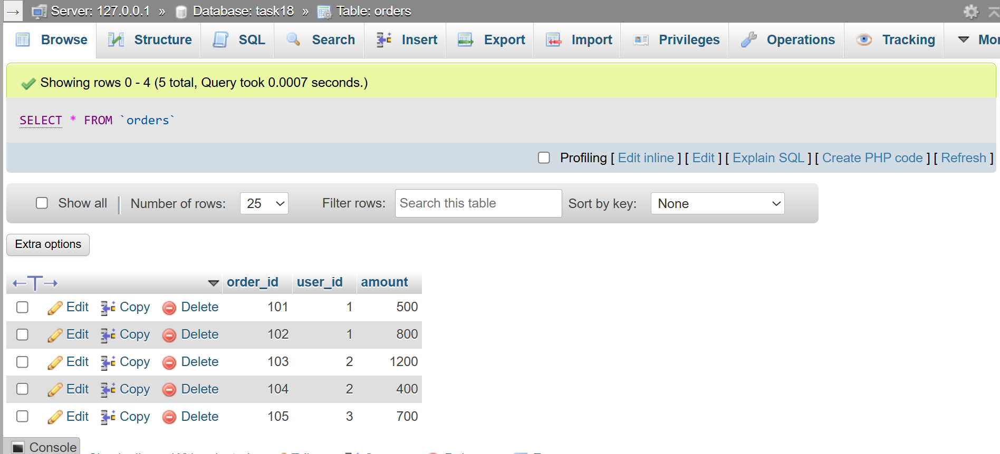 → Server: 127.0.0.1 » Database: task18 » Table: orders
Browse Structure SQL Search Insert Export Import Privileges Operations Tracking
Showing rows 0 - 4 (5 total, Query took 0.0007 seconds.)
SELECT * FROM `orders`
Profiling [ Edit inline ] [ Edit ] [ Explain SQL ] [ Create PHP code ] [ Refresh ]
Show all | Number of rows: 25 Filter rows: Search this table Sort by key: None
Extra options
←T→ order_id user_id amount
Edit Copy Delete 101 1 500
Edit Copy Delete 102 1 800
Edit Copy Delete 103 2 1200
Edit Copy Delete 104 2 400
Edit Copy Delete 105 3 700
Console